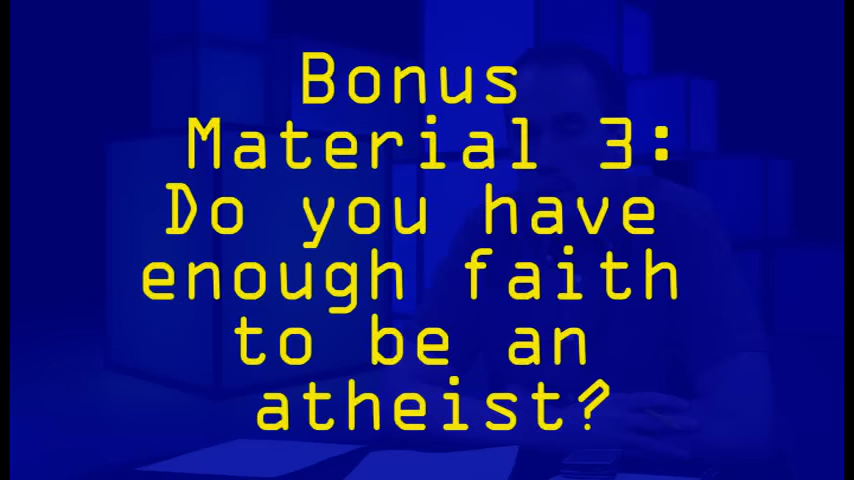 Bonus
Material 3:
Do you have
enough faith
to be an
atheist?